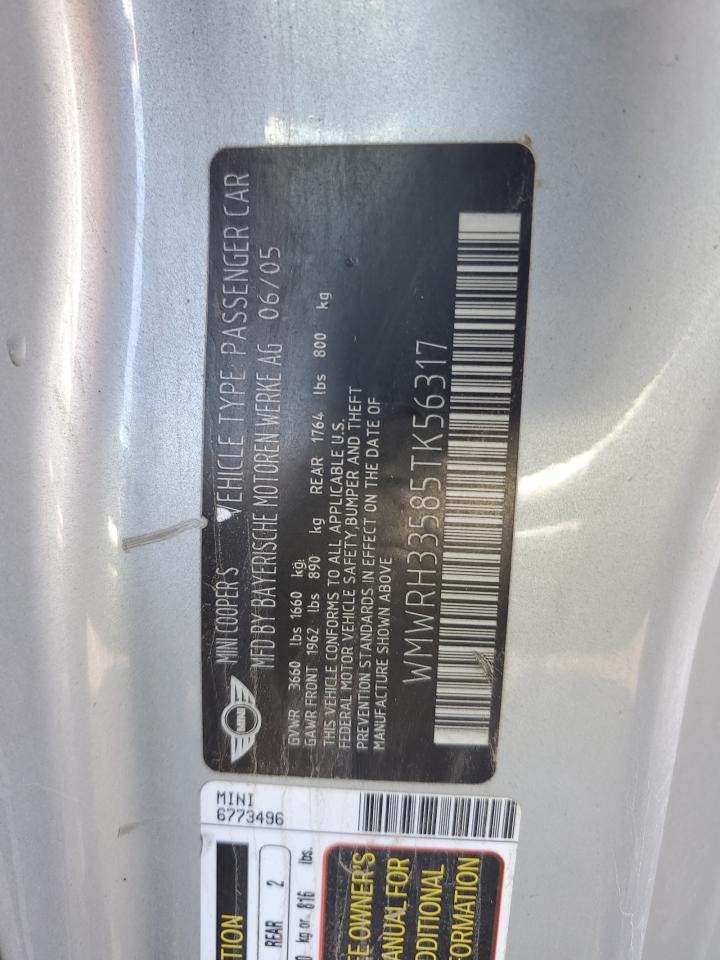 MINI COOPER S VEHICLE TYPE PASSENGER CAR
MFD BY BAYERISCHE MOTOREN WERKE AG 06/05
MINI
GVWR 3660 lbs 1660 kg
GAWR FRONT 1962 lbs 890 kg REAR 1764 lbs 800 kg
THIS VEHICLE CONFORMS TO ALL APPLICABLE U.S.
FEDERAL MOTOR VEHICLE SAFETY,BUMPER AND THEFT
PREVENTION STANDARDS IN EFFECT ON THE DATE OF
MANUFACTURE SHOWN ABOVE
WMWRH33585TK56317
MINI
6773496
REAR 2
kg or 816 lbs.
OWNER'S
FOR